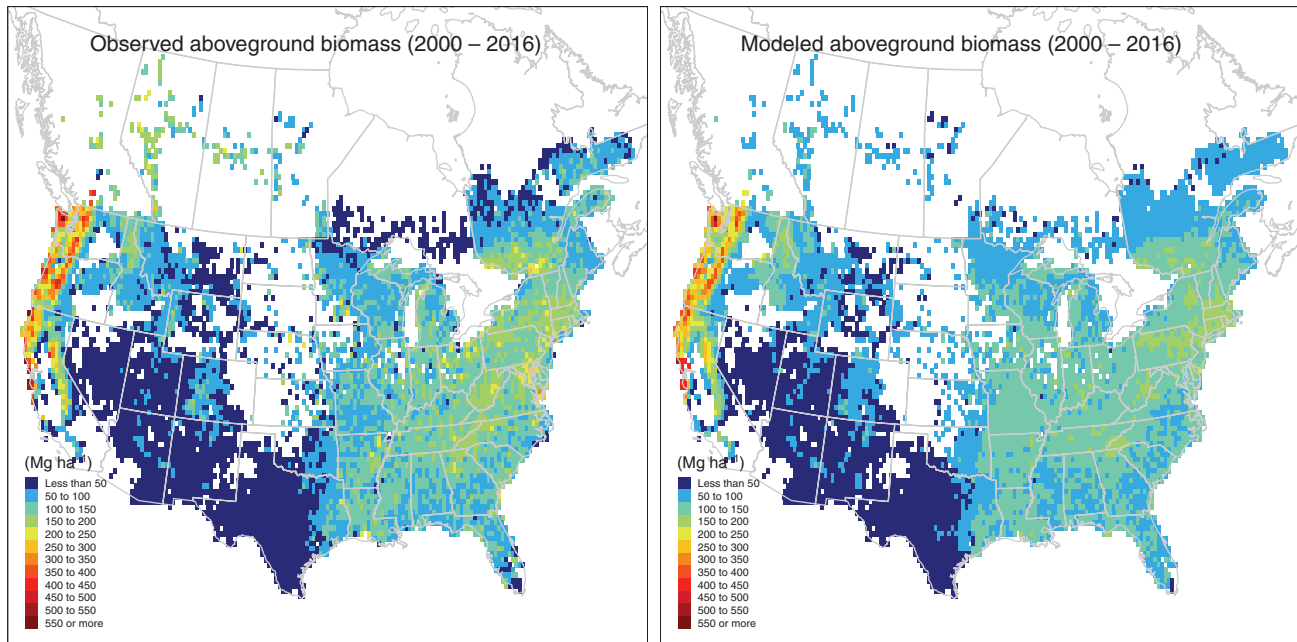 Observed aboveground biomass (2000 – 2016)
(Mg ha⁻¹)
Less than 50
50 to 100
100 to 150
150 to 200
200 to 250
250 to 300
300 to 350
350 to 400
400 to 450
450 to 500
500 to 550
550 or more
Modeled aboveground biomass (2000 – 2016)
(Mg ha⁻¹)
Less than 50
50 to 100
100 to 150
150 to 200
200 to 250
250 to 300
300 to 350
350 to 400
400 to 450
450 to 500
500 to 550
550 or more